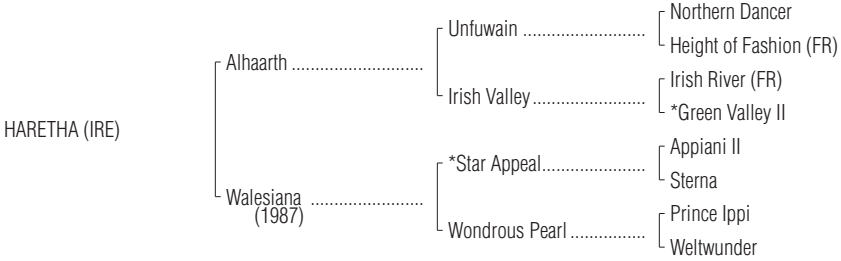 Northern Dancer
Unfuwain ..........................
Height of Fashion (FR)
Alhaarth ............................
Irish River (FR)
Irish Valley........................
*Green Valley II
HARETHA (IRE)
Appiani II
*Star Appeal......................
Sterna
Walesiana ........................
(1987)
Prince Ippi
Wondrous Pearl ................
Weltwunder